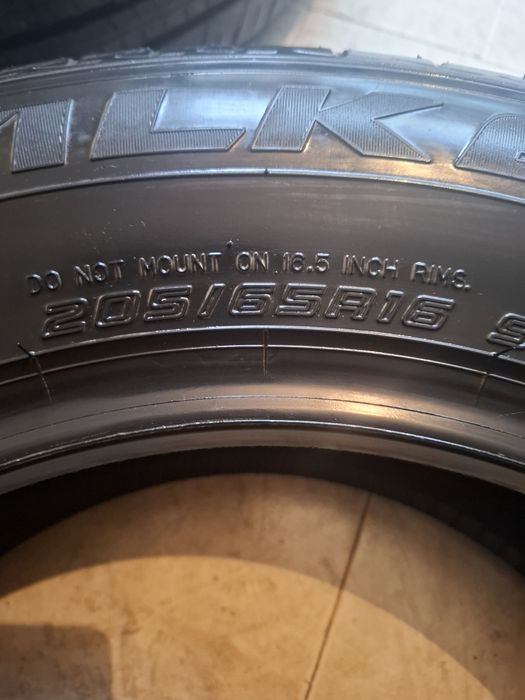 DO NOT MOUNT ON 16.5 INCH RIMS.
205/65R16